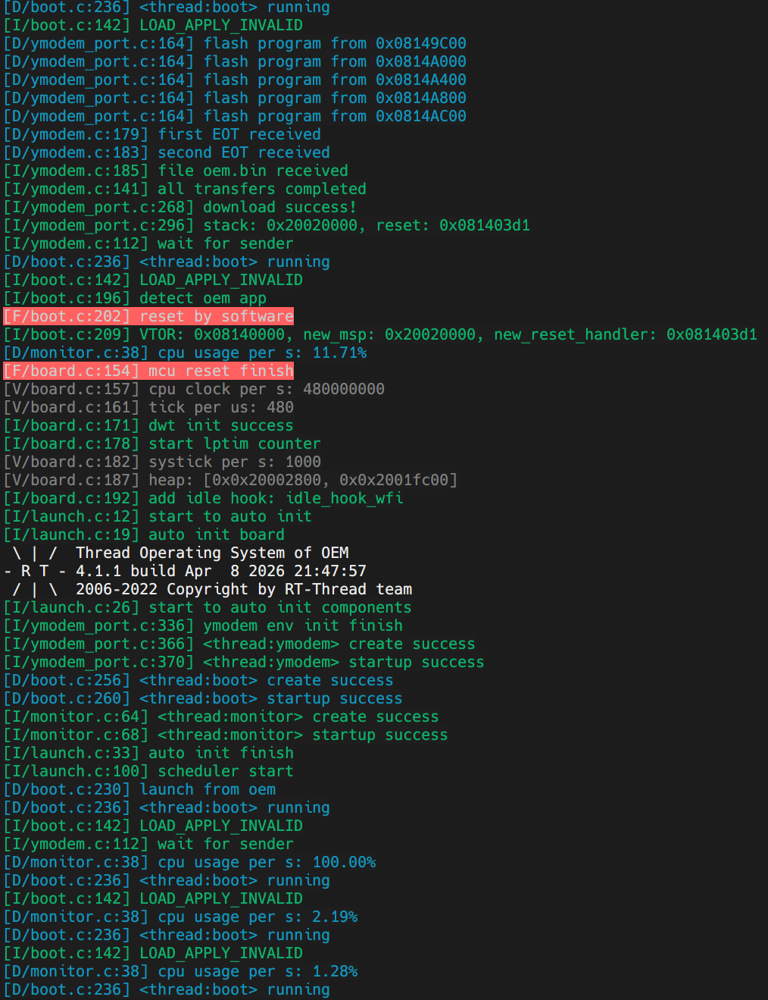 [D/boot.c:236] <thread:boot> running
[I/boot.c:142] LOAD_APPLY_INVALID
[D/ymodem_port.c:164] flash program from 0x08149C00
[D/ymodem_port.c:164] flash program from 0x0814A000
[D/ymodem_port.c:164] flash program from 0x0814A400
[D/ymodem_port.c:164] flash program from 0x0814A800
[D/ymodem_port.c:164] flash program from 0x0814AC00
[D/ymodem.c:179] first EOT received
[D/ymodem.c:183] second EOT received
[I/ymodem.c:185] file oem.bin received
[I/ymodem.c:141] all transfers completed
[I/ymodem_port.c:268] download success!
[I/ymodem_port.c:296] stack: 0x20020000, reset: 0x081403d1
[I/ymodem.c:112] wait for sender
[D/boot.c:236] <thread:boot> running
[I/boot.c:142] LOAD_APPLY_INVALID
[I/boot.c:196] detect oem app
[F/boot.c:202] reset by software
[I/boot.c:209] VTOR: 0x08140000, new_msp: 0x20020000, new_reset_handler: 0x081403d1
[D/monitor.c:38] cpu usage per s: 11.71%
[F/board.c:154] mcu reset finish
[V/board.c:157] cpu clock per s: 480000000
[V/board.c:161] tick per us: 480
[I/board.c:171] dwt init success
[I/board.c:178] start lptim counter
[V/board.c:182] systick per s: 1000
[V/board.c:187] heap: [0x0x20002800, 0x0x2001fc00]
[I/board.c:192] add idle hook: idle_hook_wfi
[I/launch.c:12] start to auto init
[I/launch.c:19] auto init board
 \ | /  Thread Operating System of OEM
- R T - 4.1.1 build Apr  8 2026 21:47:57
 / | \  2006-2022 Copyright by RT-Thread team
[I/launch.c:26] start to auto init components
[I/ymodem_port.c:336] ymodem env init finish
[I/ymodem_port.c:366] <thread:ymodem> create success
[I/ymodem_port.c:370] <thread:ymodem> startup success
[D/boot.c:256] <thread:boot> create success
[D/boot.c:260] <thread:boot> startup success
[I/monitor.c:64] <thread:monitor> create success
[I/monitor.c:68] <thread:monitor> startup success
[I/launch.c:33] auto init finish
[I/launch.c:100] scheduler start
[D/boot.c:230] launch from oem
[D/boot.c:236] <thread:boot> running
[I/boot.c:142] LOAD_APPLY_INVALID
[I/ymodem.c:112] wait for sender
[D/monitor.c:38] cpu usage per s: 100.00%
[D/boot.c:236] <thread:boot> running
[I/boot.c:142] LOAD_APPLY_INVALID
[D/monitor.c:38] cpu usage per s: 2.19%
[D/boot.c:236] <thread:boot> running
[I/boot.c:142] LOAD_APPLY_INVALID
[D/monitor.c:38] cpu usage per s: 1.28%
[D/boot.c:236] <thread:boot> running